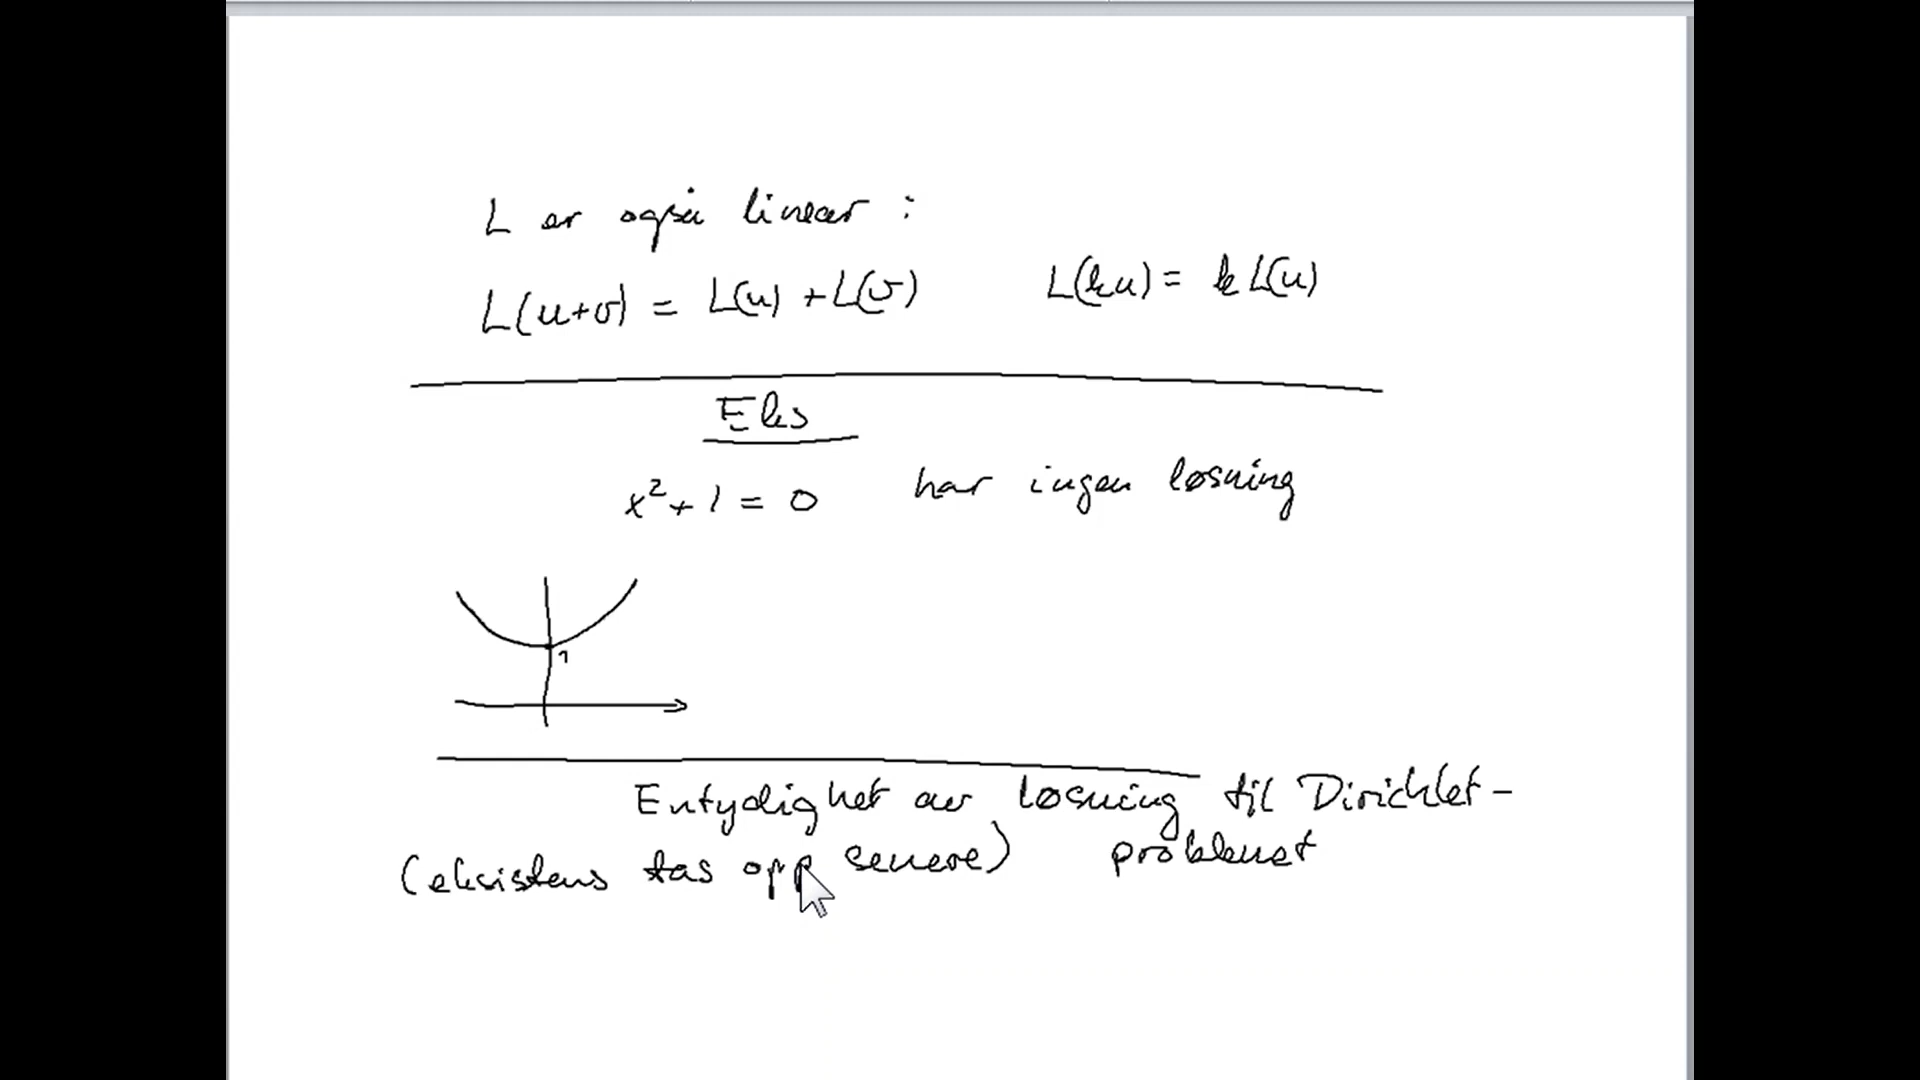 L er også lineær :
L(u+v) = L(u) + L(v) L(ku) = k L(u)
Eks
x² + 1 = 0 har ingen løsning
1
Entydighet av løsning til Dirichlet-
(eksistens tas opp senere) problemet